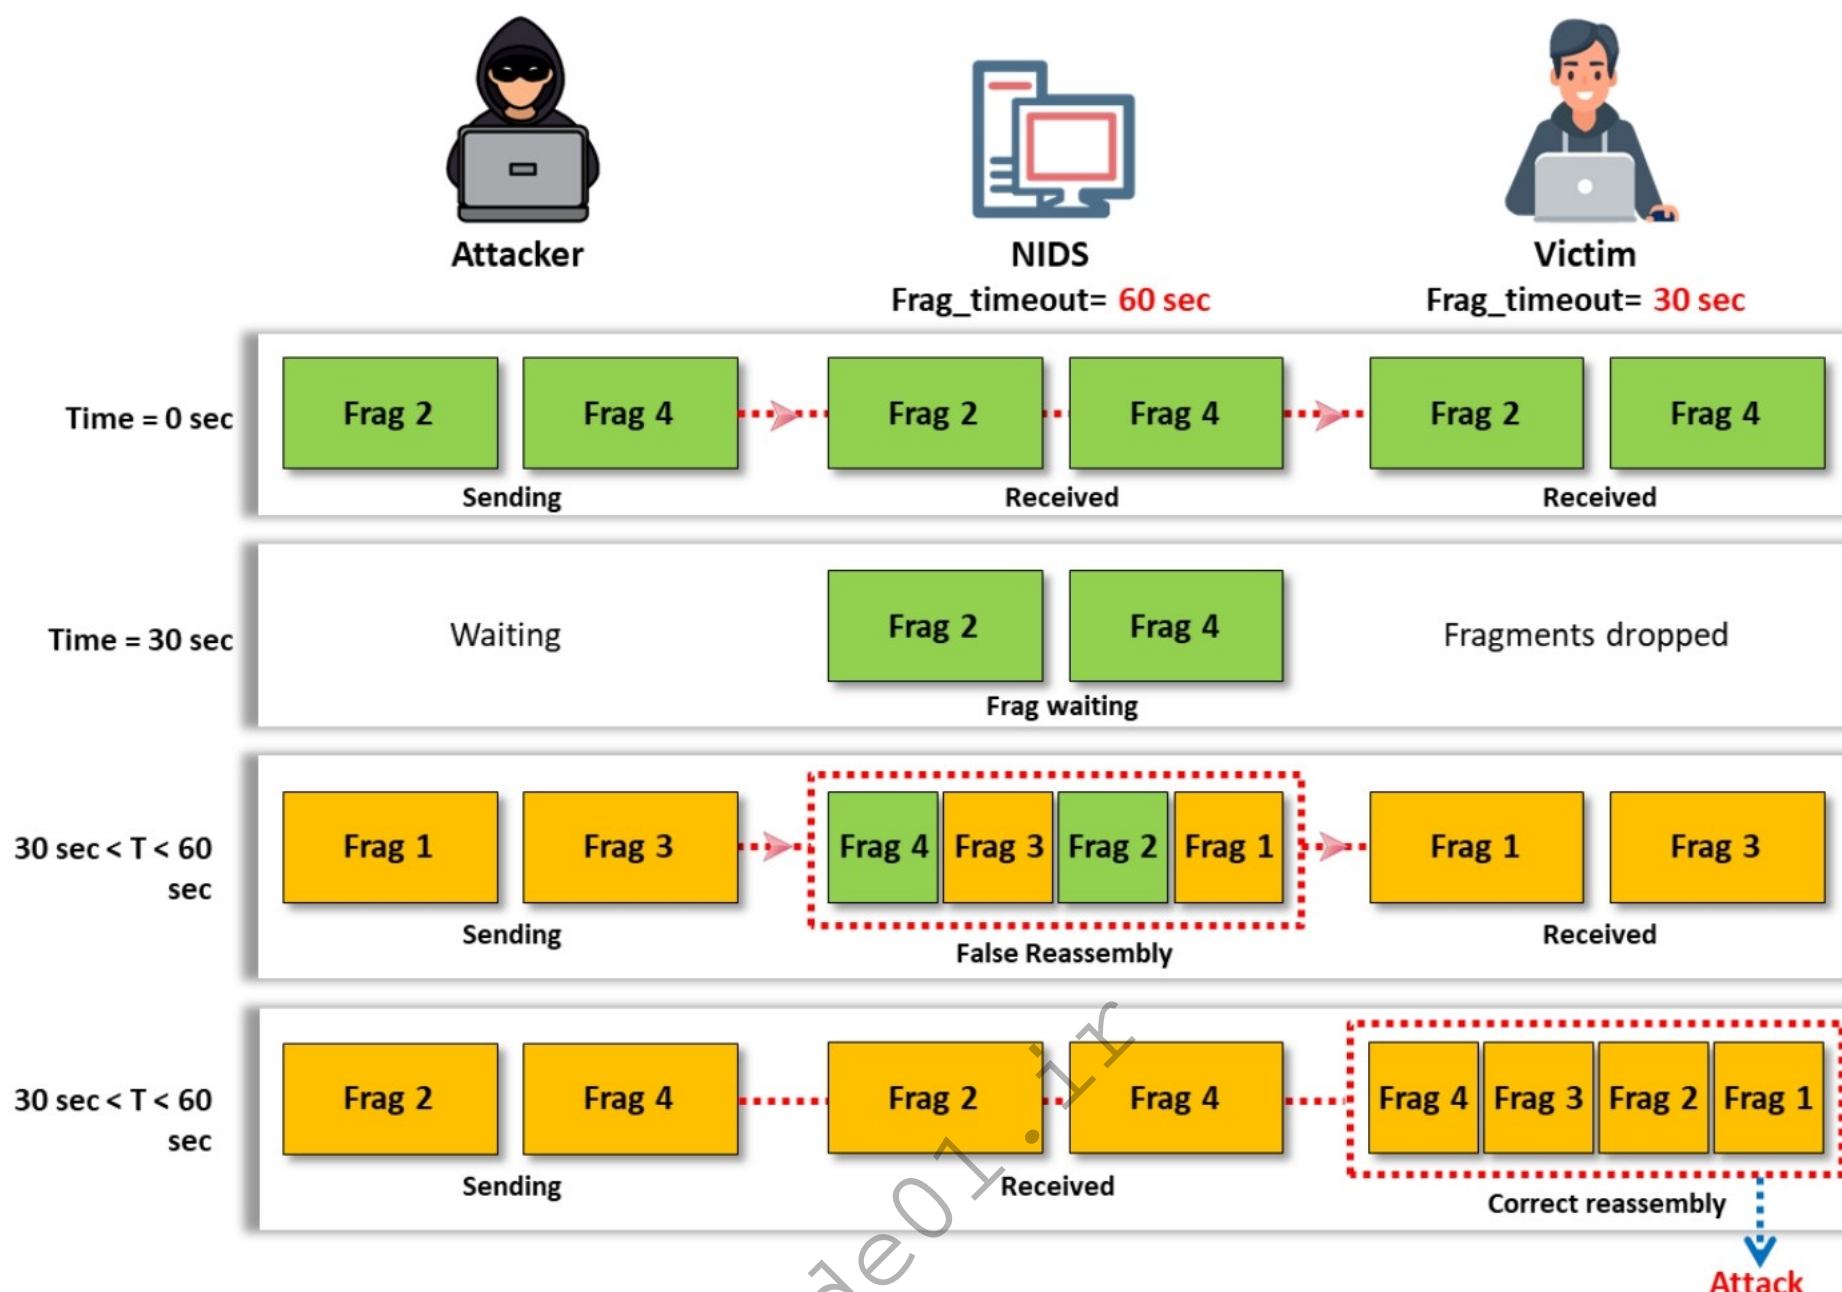 Attacker
NIDS
Victim
Frag_timeout= 60 sec
Frag_timeout= 30 sec
Time = 0 sec
Frag 2
Frag 4
Frag 2
Frag 4
Frag 2
Frag 4
Sending
Received
Received
Time = 30 sec
Waiting
Frag 2
Frag 4
Fragments dropped
Frag waiting
30 sec < T < 60
sec
Frag 1
Frag 3
Frag 4
Frag 3
Frag 2
Frag 1
Frag 1
Frag 3
Sending
False Reassembly
Received
30 sec < T < 60
sec
Frag 2
Frag 4
Frag 2
Frag 4
Frag 4
Frag 3
Frag 2
Frag 1
Sending
Received
Correct reassembly
Attack
de01.ir